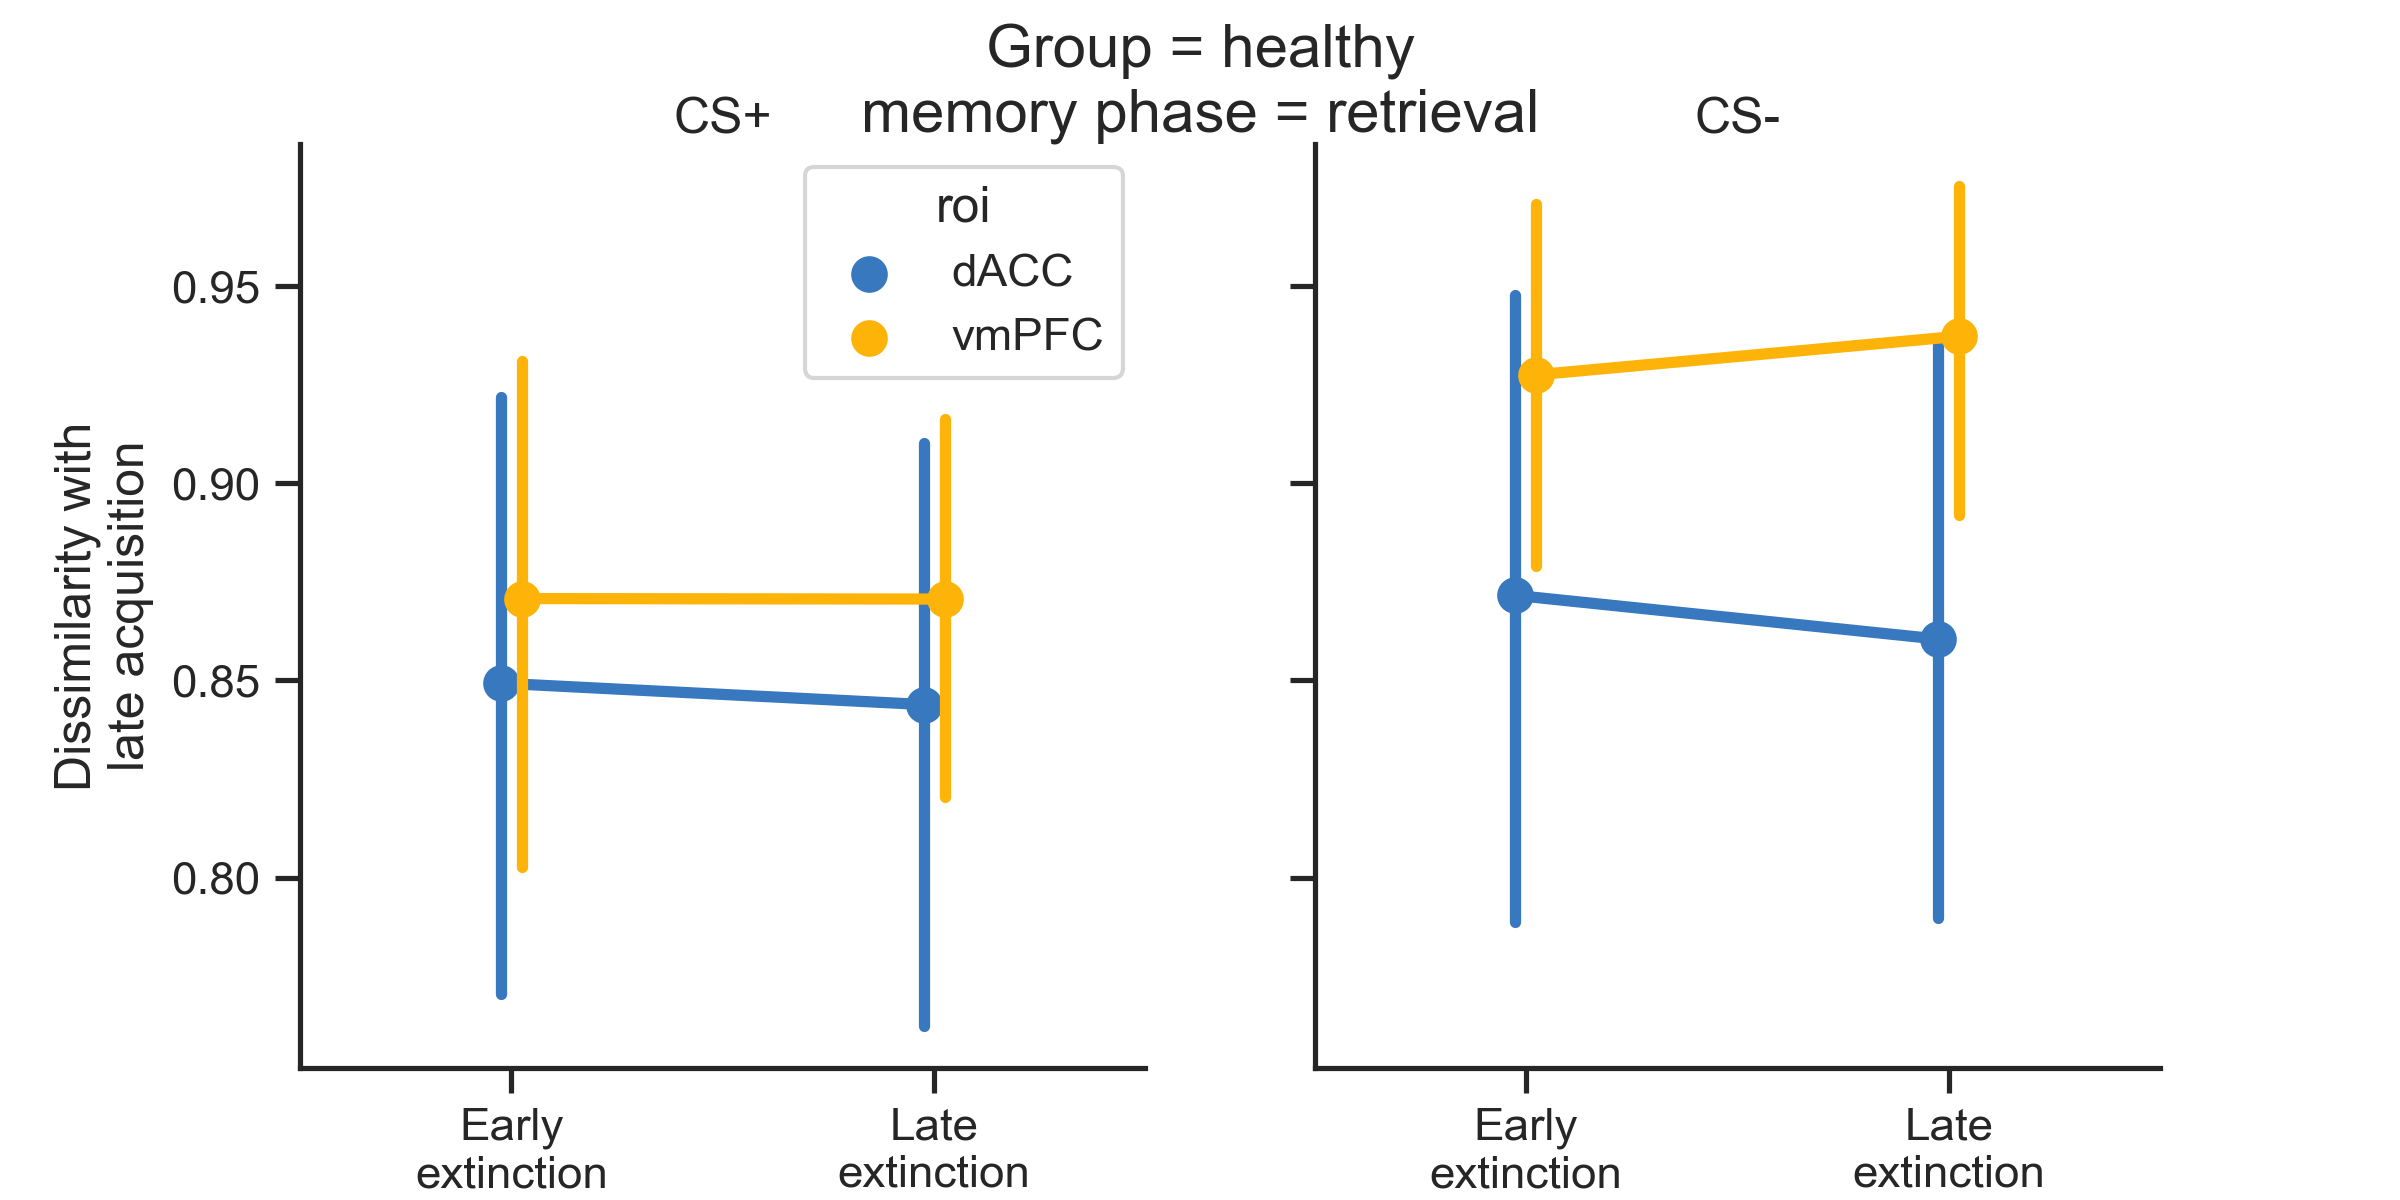 Group = healthy
memory phase = retrieval
CS+
CS-
roi
dACC
vmPFC
Dissimilarity with
late acquisition
0.95
0.90
0.85
0.80
Early
extinction
Late
extinction
Early
extinction
Late
extinction